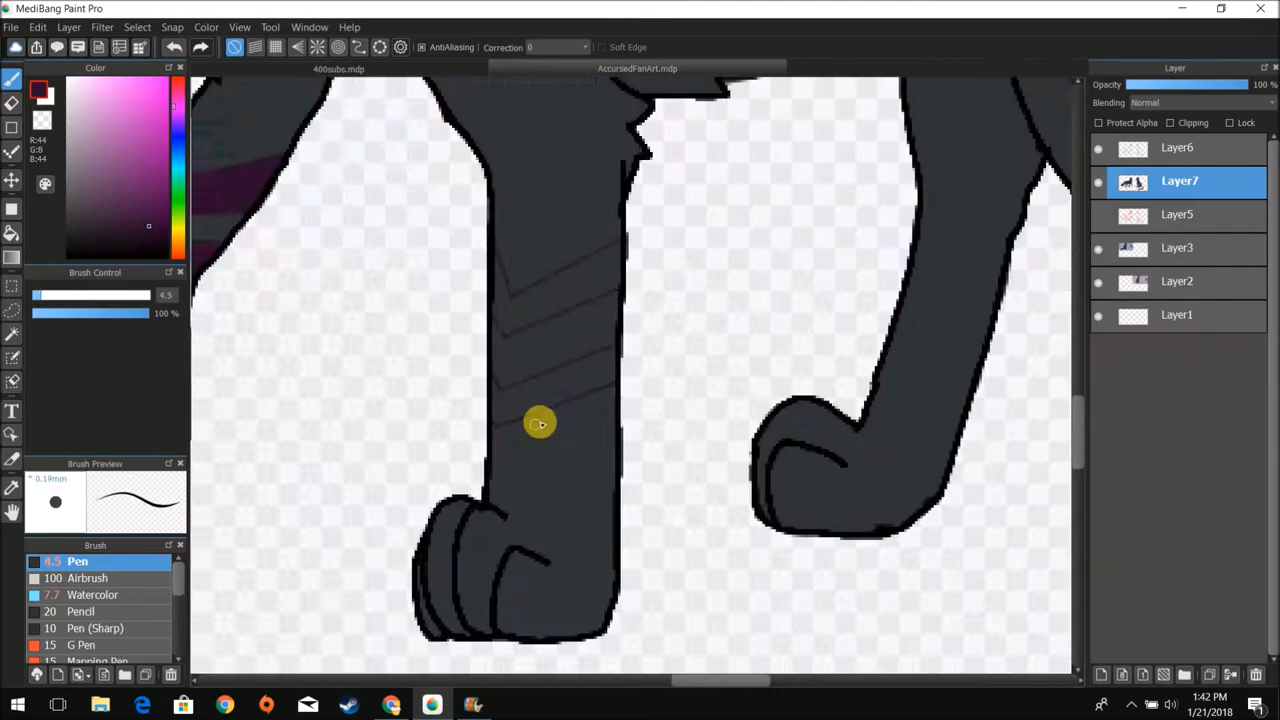 MediBang Paint Pro
File Edit Layer Filter Select Snap Color View Tool Window Help
AntiAliasing Correction 0 Soft Edge
400subs.mdp AccursedFanArt.mdp
Color
R:44
G:8
B:44
Brush Control
4.5
100 %
Brush Preview
* 0.19mm
Brush
4.5 Pen
100 Airbrush
7.7 Watercolor
20 Pencil
10 Pen (Sharp)
15 G Pen
15 Mapping Pen
Layer
Opacity 100 %
Blending Normal
Protect Alpha Clipping Lock
Layer6
Layer7
Layer5
Layer3
Layer2
Layer1
1:42 PM
1/21/2018
1